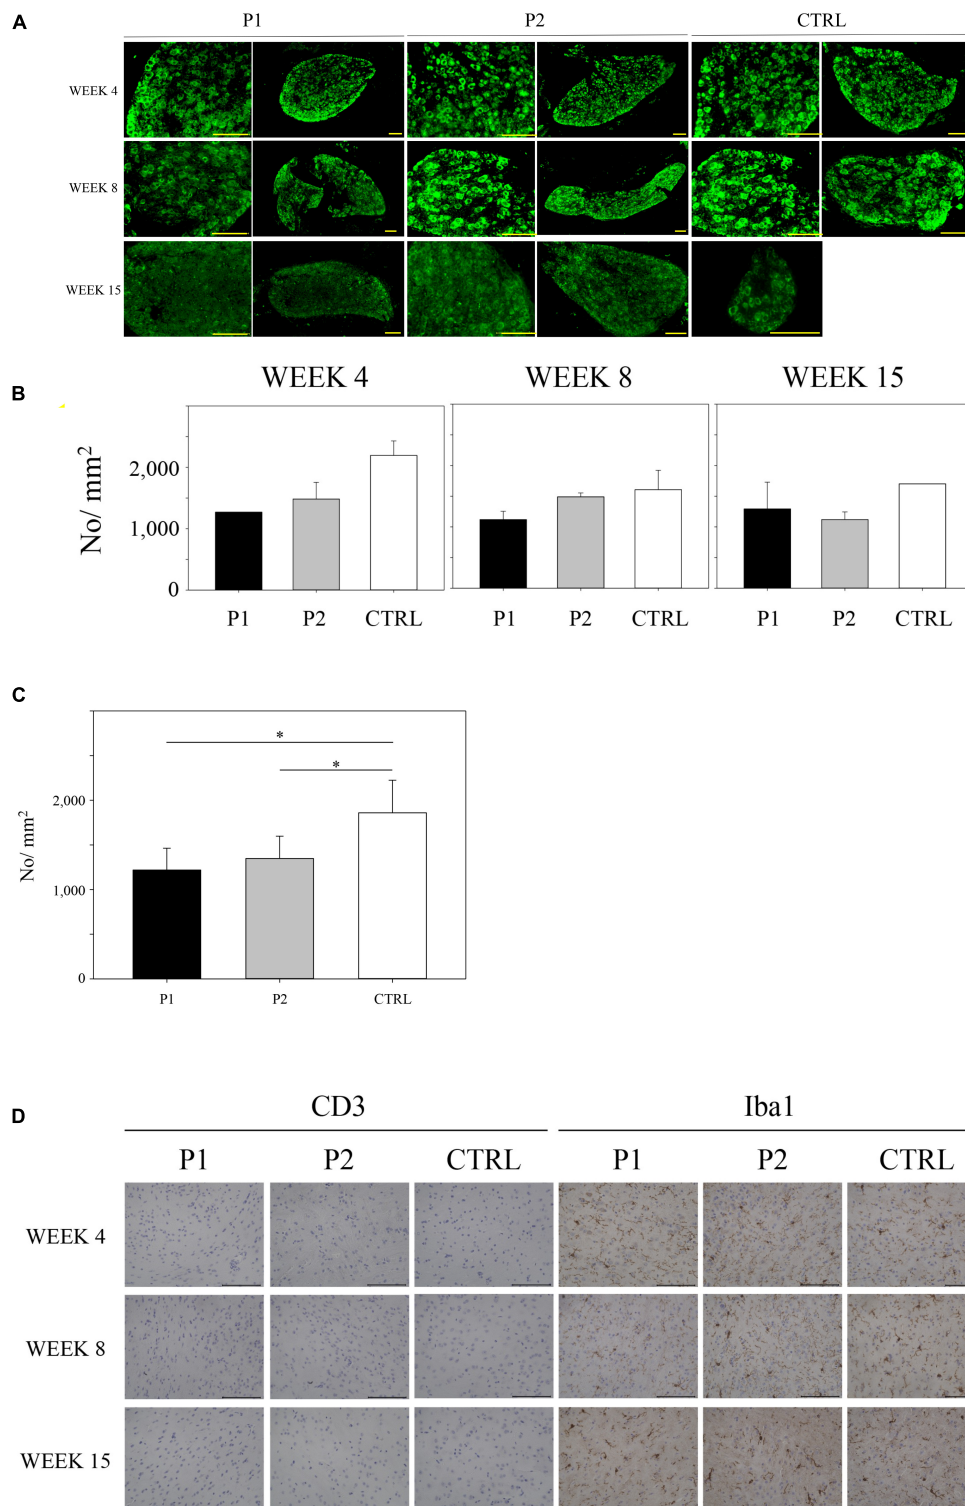 A
P1 P2 CTRL
WEEK 4
WEEK 8
WEEK 15
B
WEEK 4 WEEK 8 WEEK 15
No/ mm²
2,000
1,000
0
P1 P2 CTRL P1 P2 CTRL P1 P2 CTRL
C
* 
*
No/ mm²
2,000
1,000
0
P1 P2 CTRL
D
CD3 Iba1
P1 P2 CTRL P1 P2 CTRL
WEEK 4
WEEK 8
WEEK 15